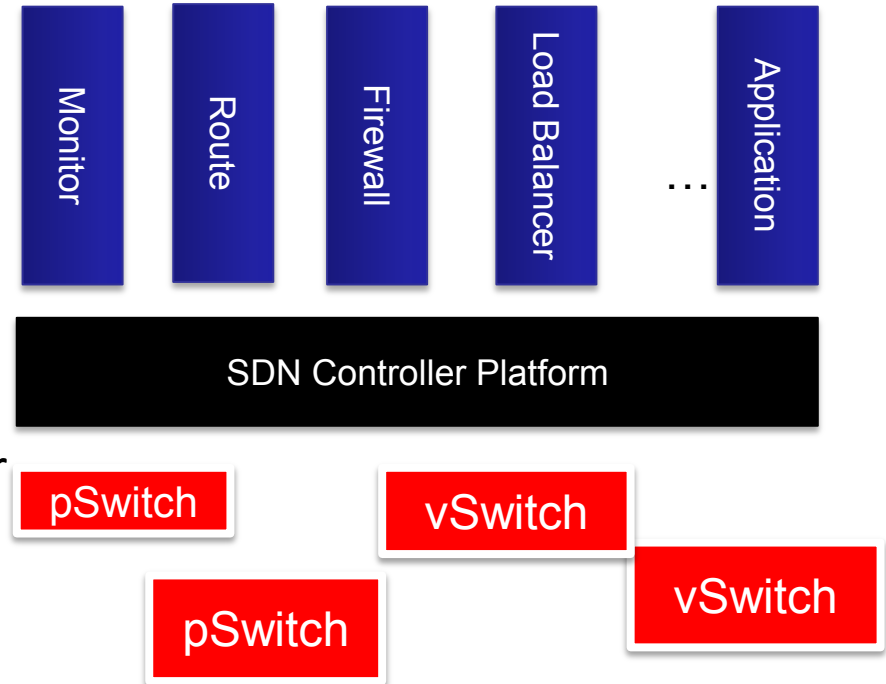 Monitor
Route
Firewall
Load Balancer
…
Application
SDN Controller Platform
pSwitch
vSwitch
pSwitch
vSwitch